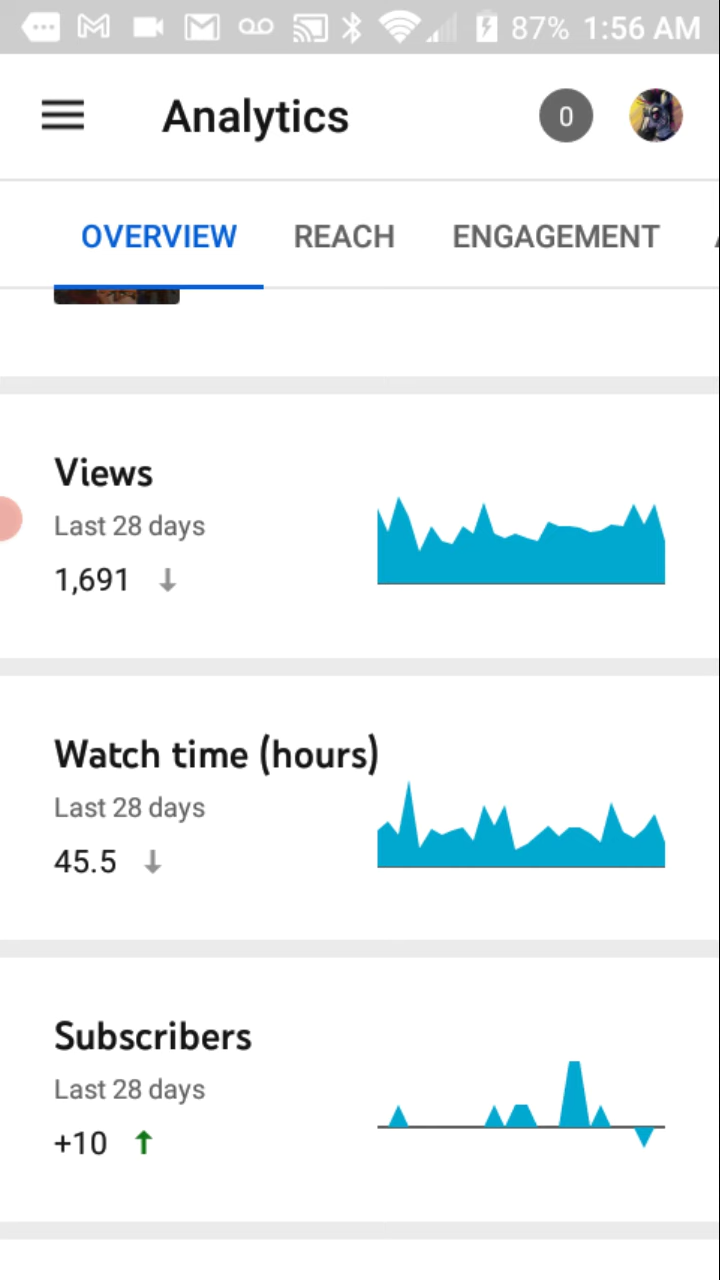 87% 1:56 AM
Analytics
0
OVERVIEW REACH ENGAGEMENT
Views
Last 28 days
1,691
Watch time (hours)
Last 28 days
45.5
Subscribers
Last 28 days
+10